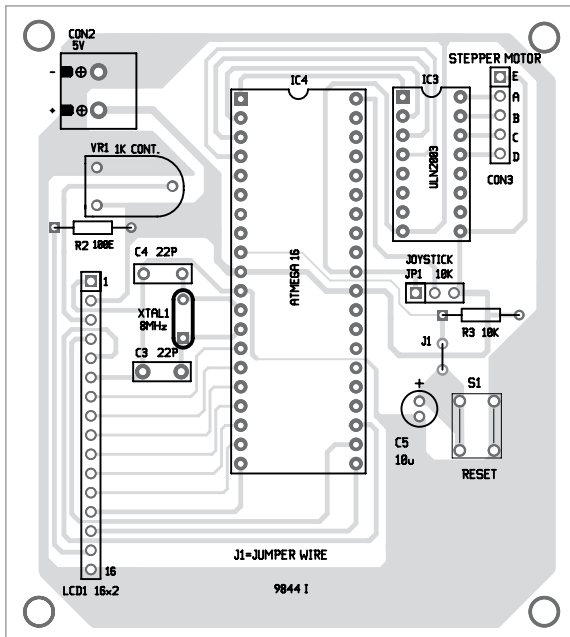 CON2
5V
-
+
VR1 1K CONT.
R2 100E
C4 22P
XTAL1
8MHz
C3 22P
1
16
LCD1 16x2
IC4
ATMEGA 16
IC3
ULN2003
STEPPER MOTOR
E
A
B
C
D
CON3
JOYSTICK
JP1 10K
R3 10K
J1
+
C5
10u
S1
RESET
J1=JUMPER WIRE
9844 I